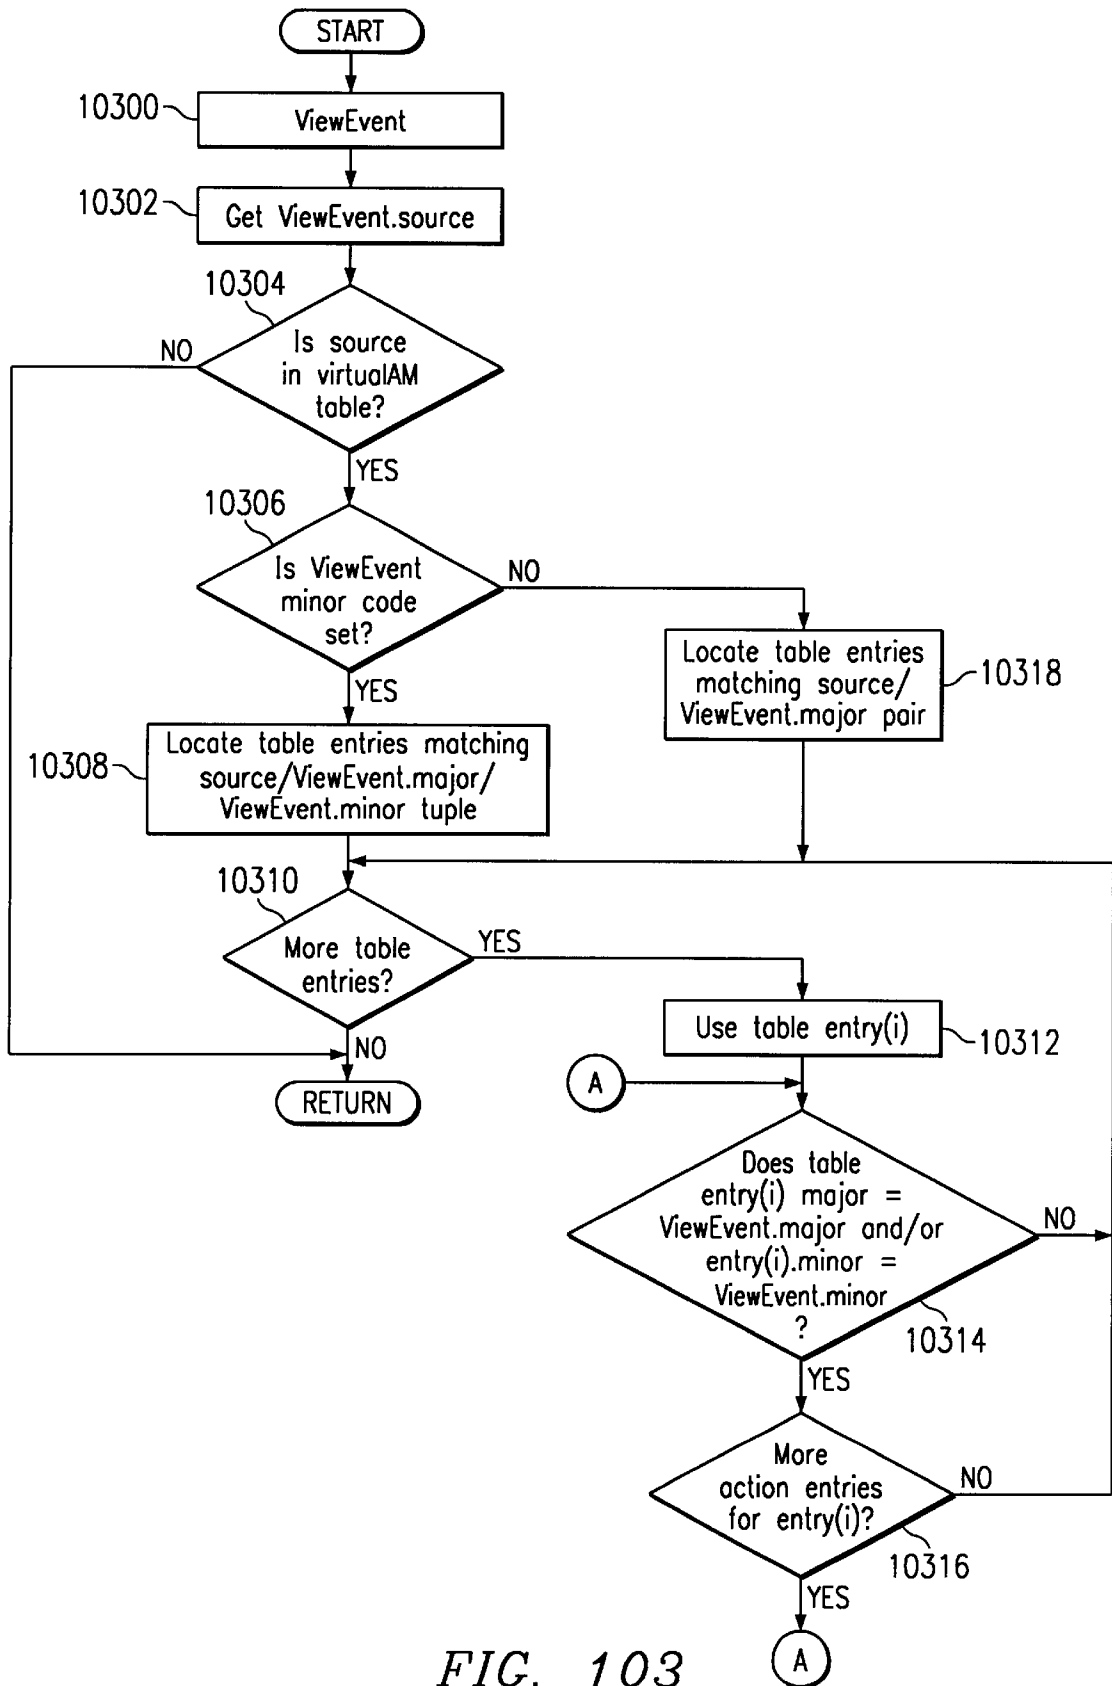 START
10300
ViewEvent
10302
Get ViewEvent.source
10304
Is source
in virtualAM
table?
NO
YES
10306
Is ViewEvent
minor code
set?
NO
YES
Locate table entries
matching source/
ViewEvent.major pair
10318
10308
Locate table entries matching
source/ViewEvent.major/
ViewEvent.minor tuple
10310
More table
entries?
YES
NO
RETURN
Use table entry(i)
10312
A
Does table
entry(i) major =
ViewEvent.major and/or
entry(i).minor =
ViewEvent.minor
?
NO
10314
YES
More
action entries
for entry(i)?
NO
10316
YES
A
FIG. 103